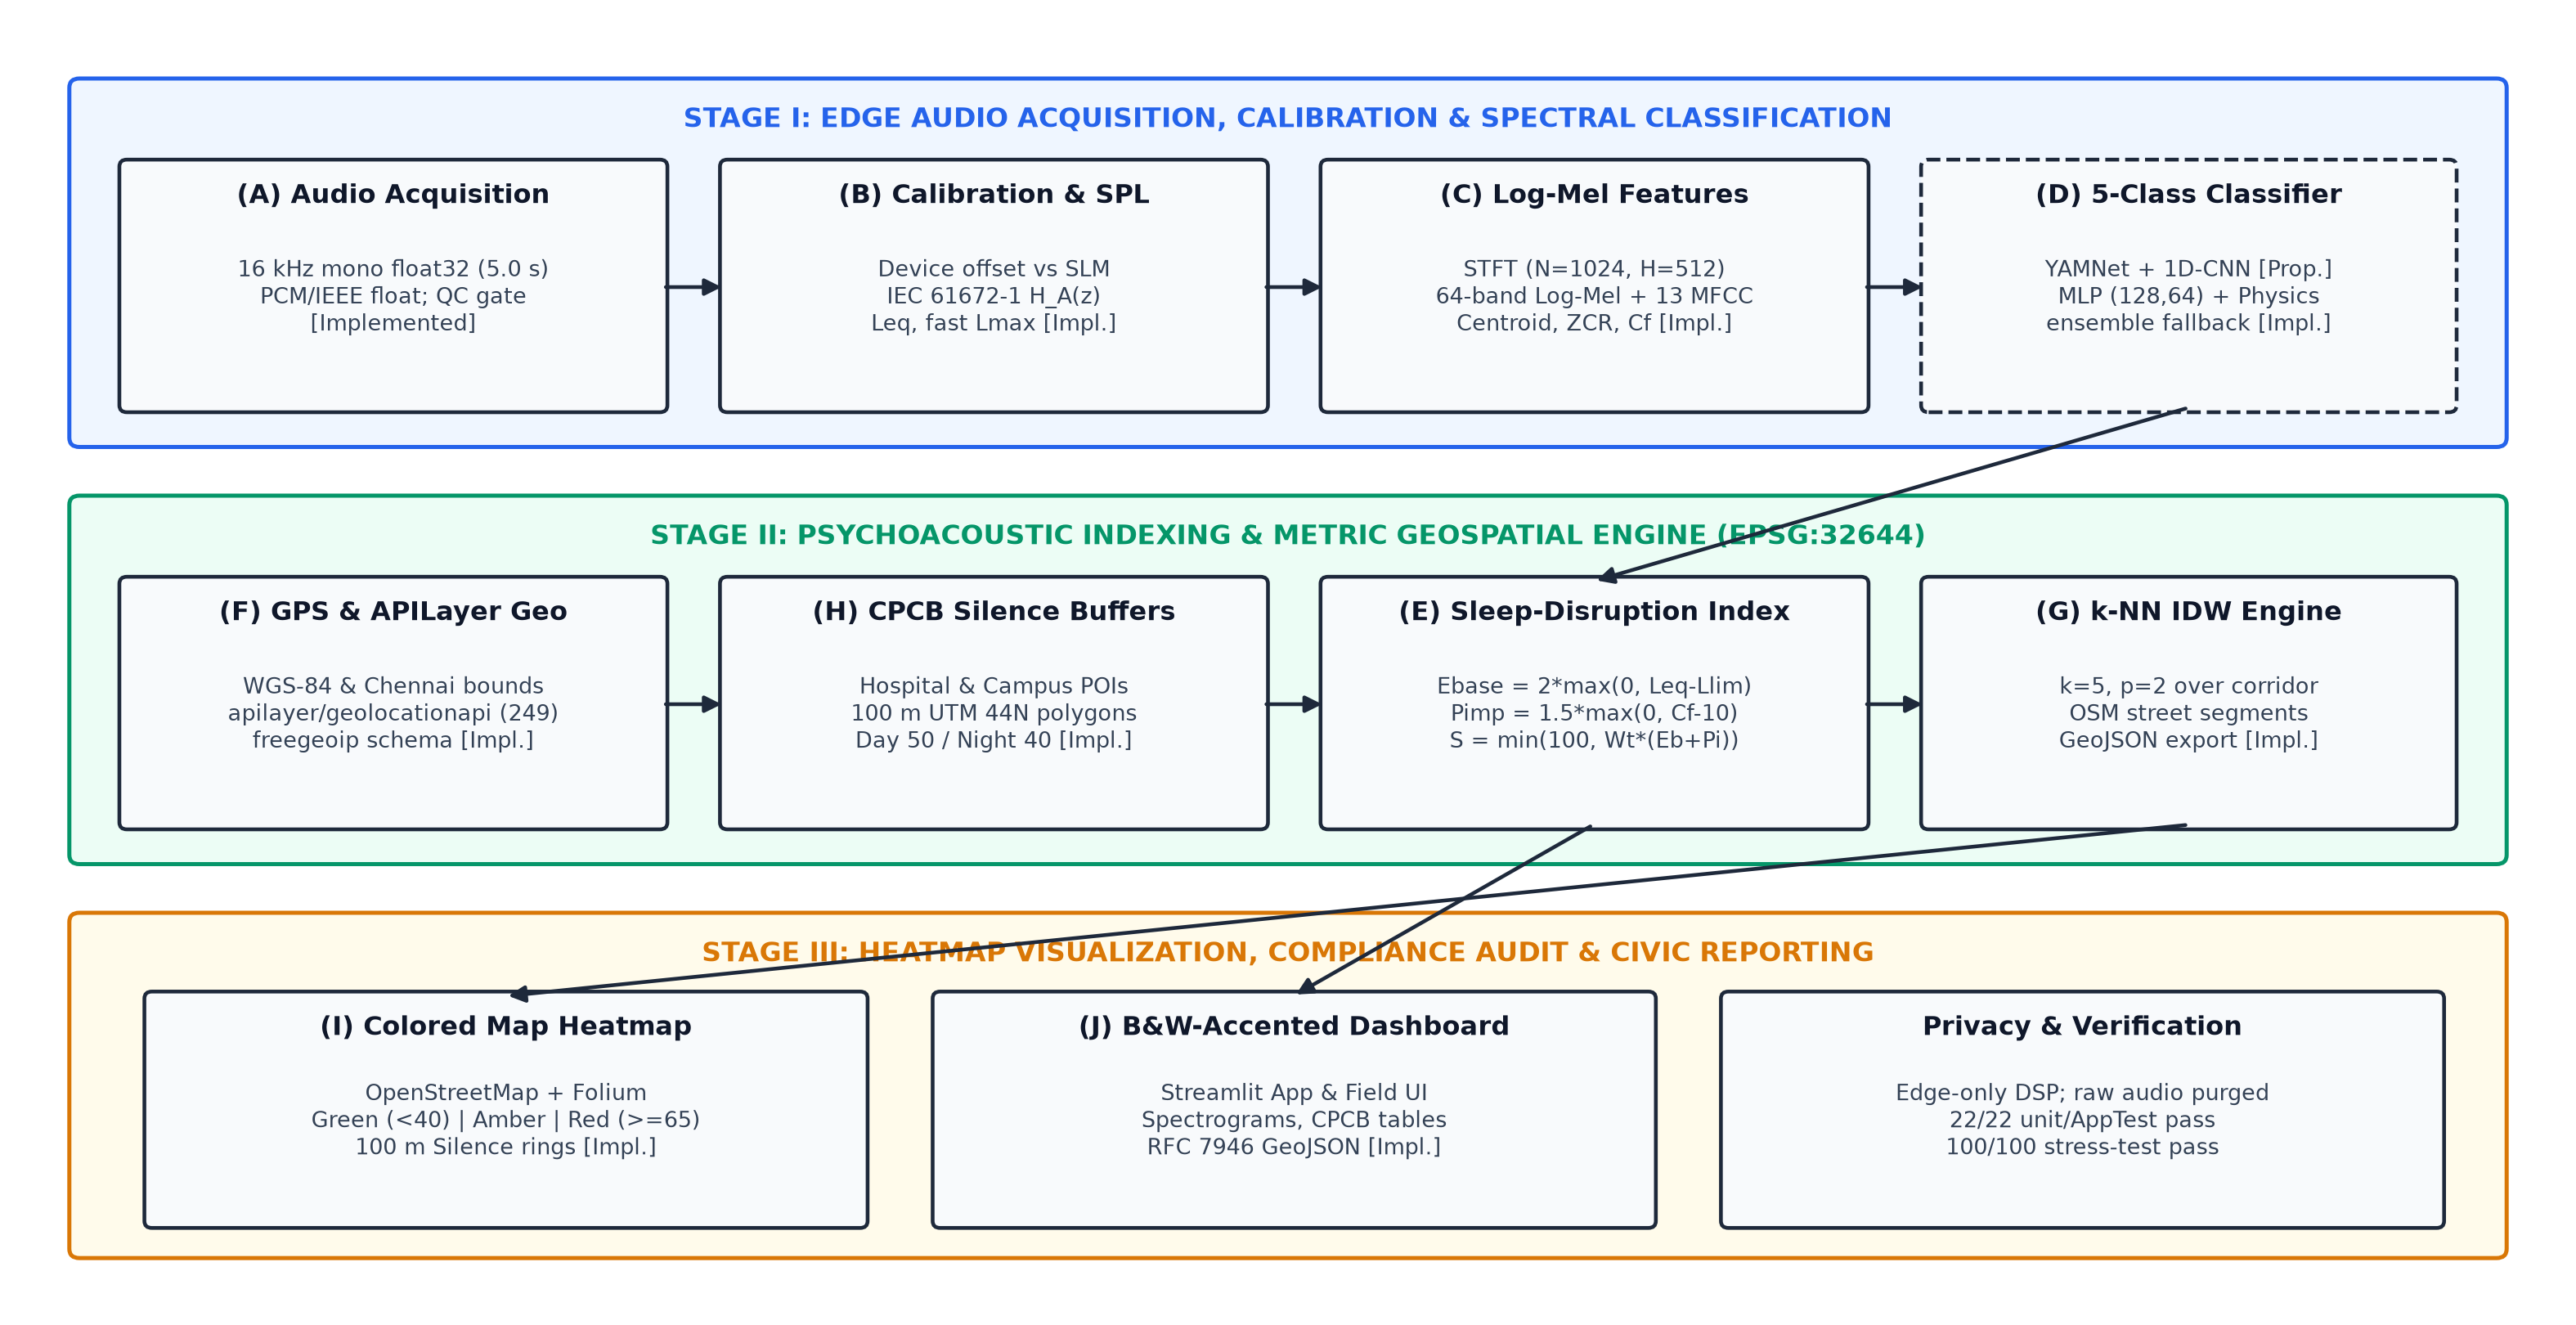 STAGE I: EDGE AUDIO ACQUISITION, CALIBRATION & SPECTRAL CLASSIFICATION
(A) Audio Acquisition
16 kHz mono float32 (5.0 s)
PCM/IEEE float; QC gate
[Implemented]
(B) Calibration & SPL
Device offset vs SLM
IEC 61672-1 H_A(z)
Leq, fast Lmax [Impl.]
(C) Log-Mel Features
STFT (N=1024, H=512)
64-band Log-Mel + 13 MFCC
Centroid, ZCR, Cf [Impl.]
(D) 5-Class Classifier
YAMNet + 1D-CNN [Prop.]
MLP (128,64) + Physics
ensemble fallback [Impl.]
STAGE II: PSYCHOACOUSTIC INDEXING & METRIC GEOSPATIAL ENGINE (EPSG:32644)
(F) GPS & APILayer Geo
WGS-84 & Chennai bounds
apilayer/geolocationapi (249)
freegeoip schema [Impl.]
(H) CPCB Silence Buffers
Hospital & Campus POIs
100 m UTM 44N polygons
Day 50 / Night 40 [Impl.]
(E) Sleep-Disruption Index
Ebase = 2*max(0, Leq-Llim)
Pimp = 1.5*max(0, Cf-10)
S = min(100, Wt*(Eb+Pi))
(G) k-NN IDW Engine
k=5, p=2 over corridor
OSM street segments
GeoJSON export [Impl.]
STAGE III: HEATMAP VISUALIZATION, COMPLIANCE AUDIT & CIVIC REPORTING
(I) Colored Map Heatmap
OpenStreetMap + Folium
Green (<40) | Amber | Red (>=65)
100 m Silence rings [Impl.]
(J) B&W-Accented Dashboard
Streamlit App & Field UI
Spectrograms, CPCB tables
RFC 7946 GeoJSON [Impl.]
Privacy & Verification
Edge-only DSP; raw audio purged
22/22 unit/AppTest pass
100/100 stress-test pass